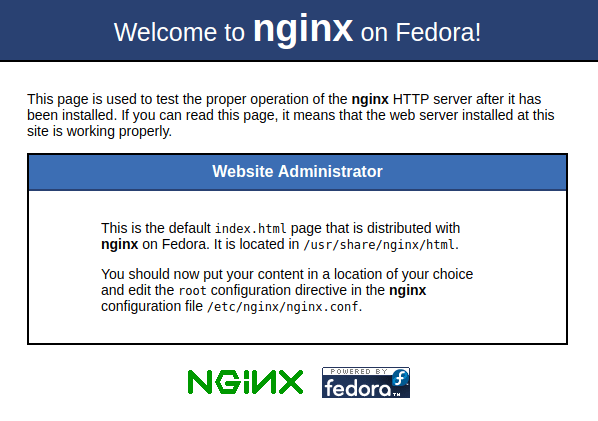 Welcome to nginx on Fedora!
This page is used to test the proper operation of the nginx HTTP server after it has
been installed. If you can read this page, it means that the web server installed at this
site is working properly.
Website Administrator
This is the default index.html page that is distributed with
nginx on Fedora. It is located in /usr/share/nginx/html.
You should now put your content in a location of your choice
and edit the root configuration directive in the nginx
configuration file /etc/nginx/nginx.conf.
NGiNX
POWERED BY
fedora™